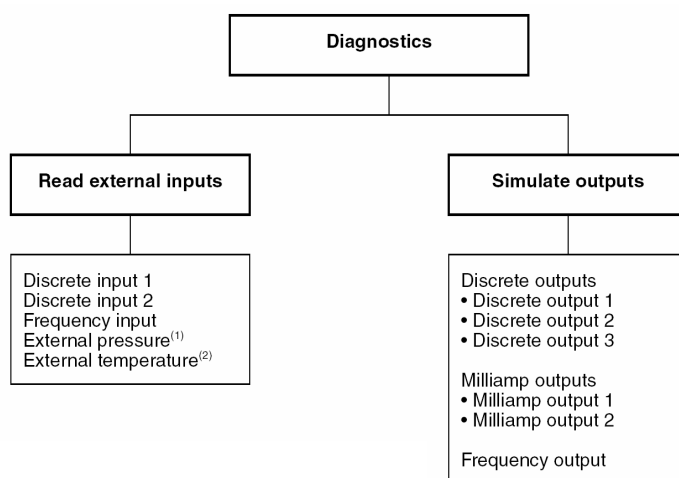 Diagnostics
Read external inputs
Discrete input 1
Discrete input 2
Frequency input
External pressure(1)
External temperature(2)
Simulate outputs
Discrete outputs
• Discrete output 1
• Discrete output 2
• Discrete output 3
Milliamp outputs
• Milliamp output 1
• Milliamp output 2
Frequency output